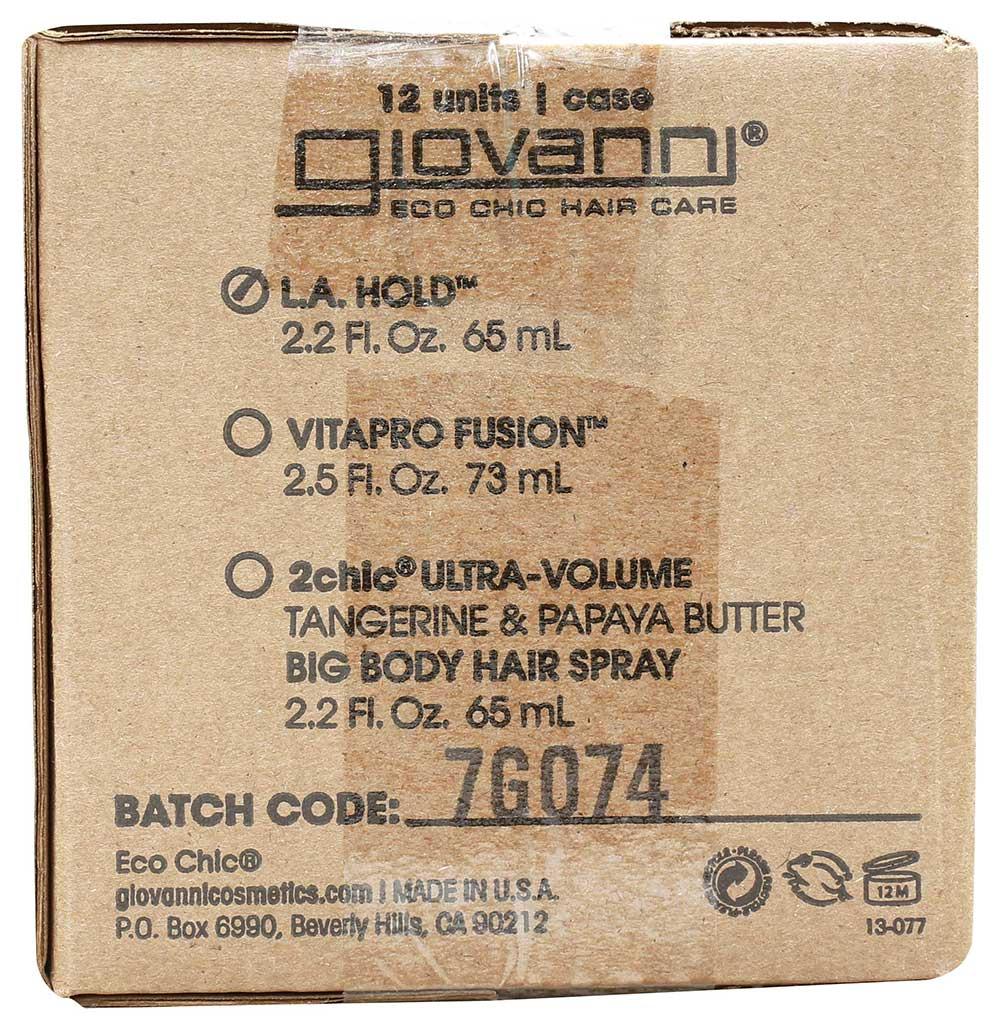 12 units | case
giovanni®
ECO CHIC HAIR CARE
L.A. HOLD™
2.2 Fl. Oz. 65 mL
VITAPRO FUSION™
2.5 Fl. Oz. 73 mL
2chic® ULTRA-VOLUME
TANGERINE & PAPAYA BUTTER
BIG BODY HAIR SPRAY
2.2 Fl. Oz. 65 mL
BATCH CODE: 7G074
Eco Chic®
giovannicosmetics.com | MADE IN U.S.A.
P.O. Box 6990, Beverly Hills, CA 90212
12M
13-077